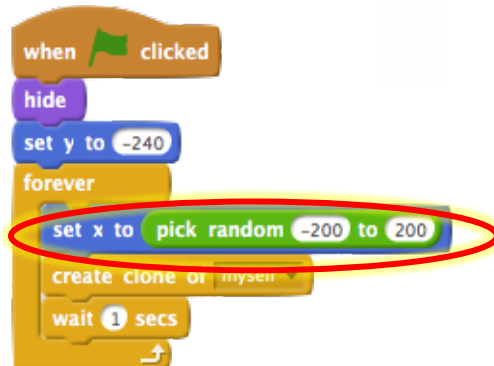 when clicked
hide
set y to -240
forever
set x to pick random -200 to 200
create clone of myself
wait 1 secs